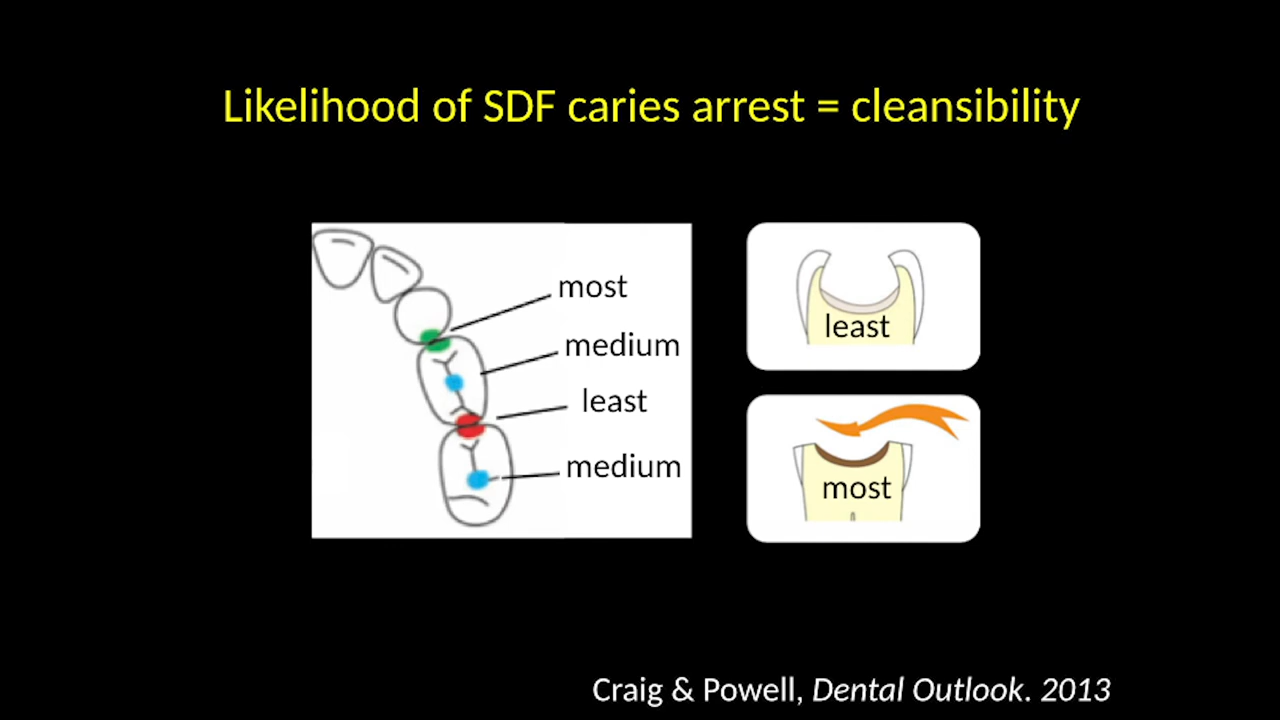 Likelihood of SDF caries arrest = cleansibility
most
medium
least
medium
least
most
Craig & Powell, Dental Outlook. 2013